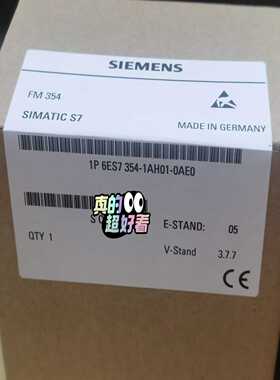 SIEMENS
FM 354
SIMATIC S7
MADE IN GERMANY
1P 6ES7 354-1AH01-0AE0
真的
超好看
E-STAND: 05
QTY 1
V-Stand 3.7.7
CE